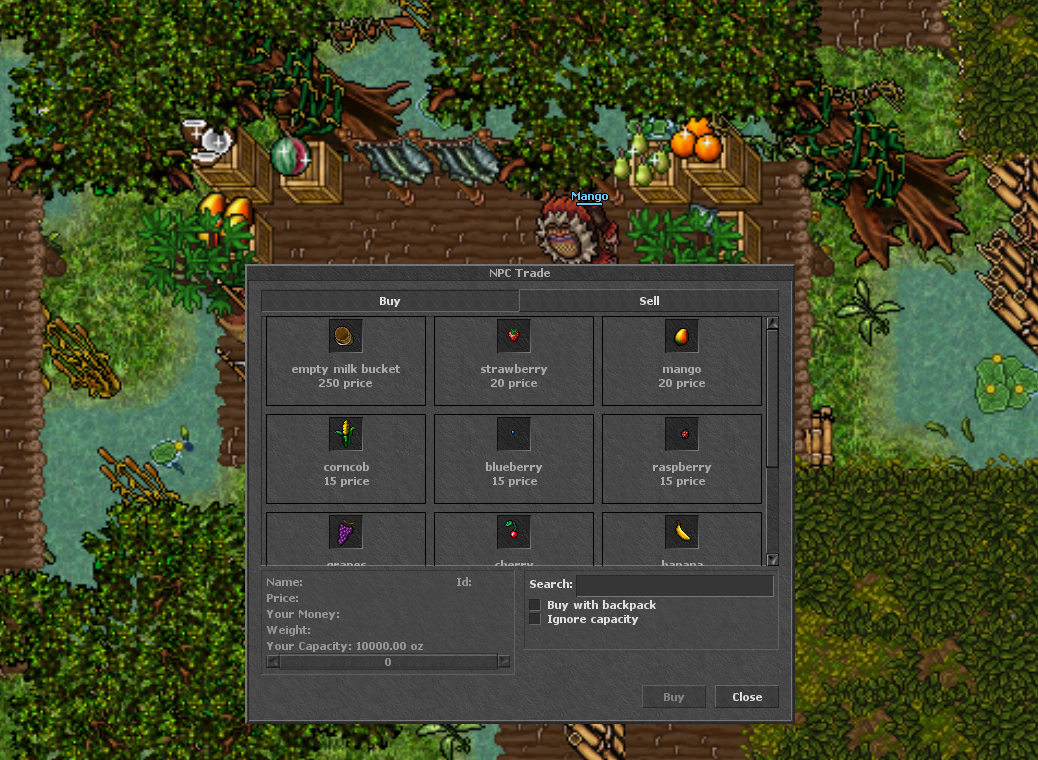 Mango
NPC Trade
Buy Sell
empty milk bucket strawberry mango
250 price 20 price 20 price
corncob blueberry raspberry
15 price 15 price 15 price
grapes cherry banana
Name: Id:
Price:
Your Money:
Weight:
Your Capacity: 10000.00 oz
0
Search:
Buy with backpack
Ignore capacity
Buy Close